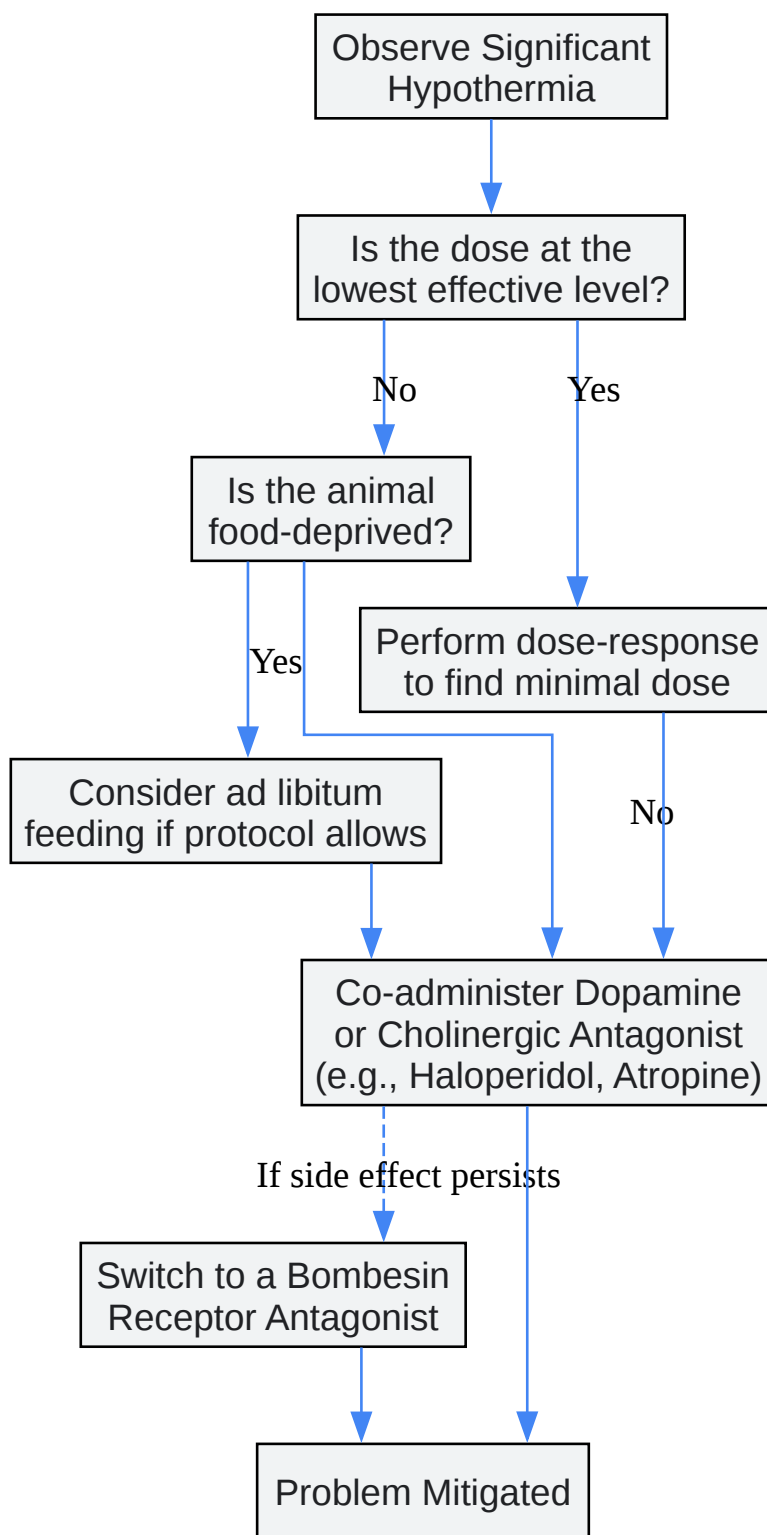 Observe Significant
Hypothermia
Is the dose at the
lowest effective level?
No
Yes
Is the animal
food-deprived?
Yes
Perform dose-response
to find minimal dose
Consider ad libitum
feeding if protocol allows
No
Co-administer Dopamine
or Cholinergic Antagonist
(e.g., Haloperidol, Atropine)
If side effect persists
Switch to a Bombesin
Receptor Antagonist
Problem Mitigated